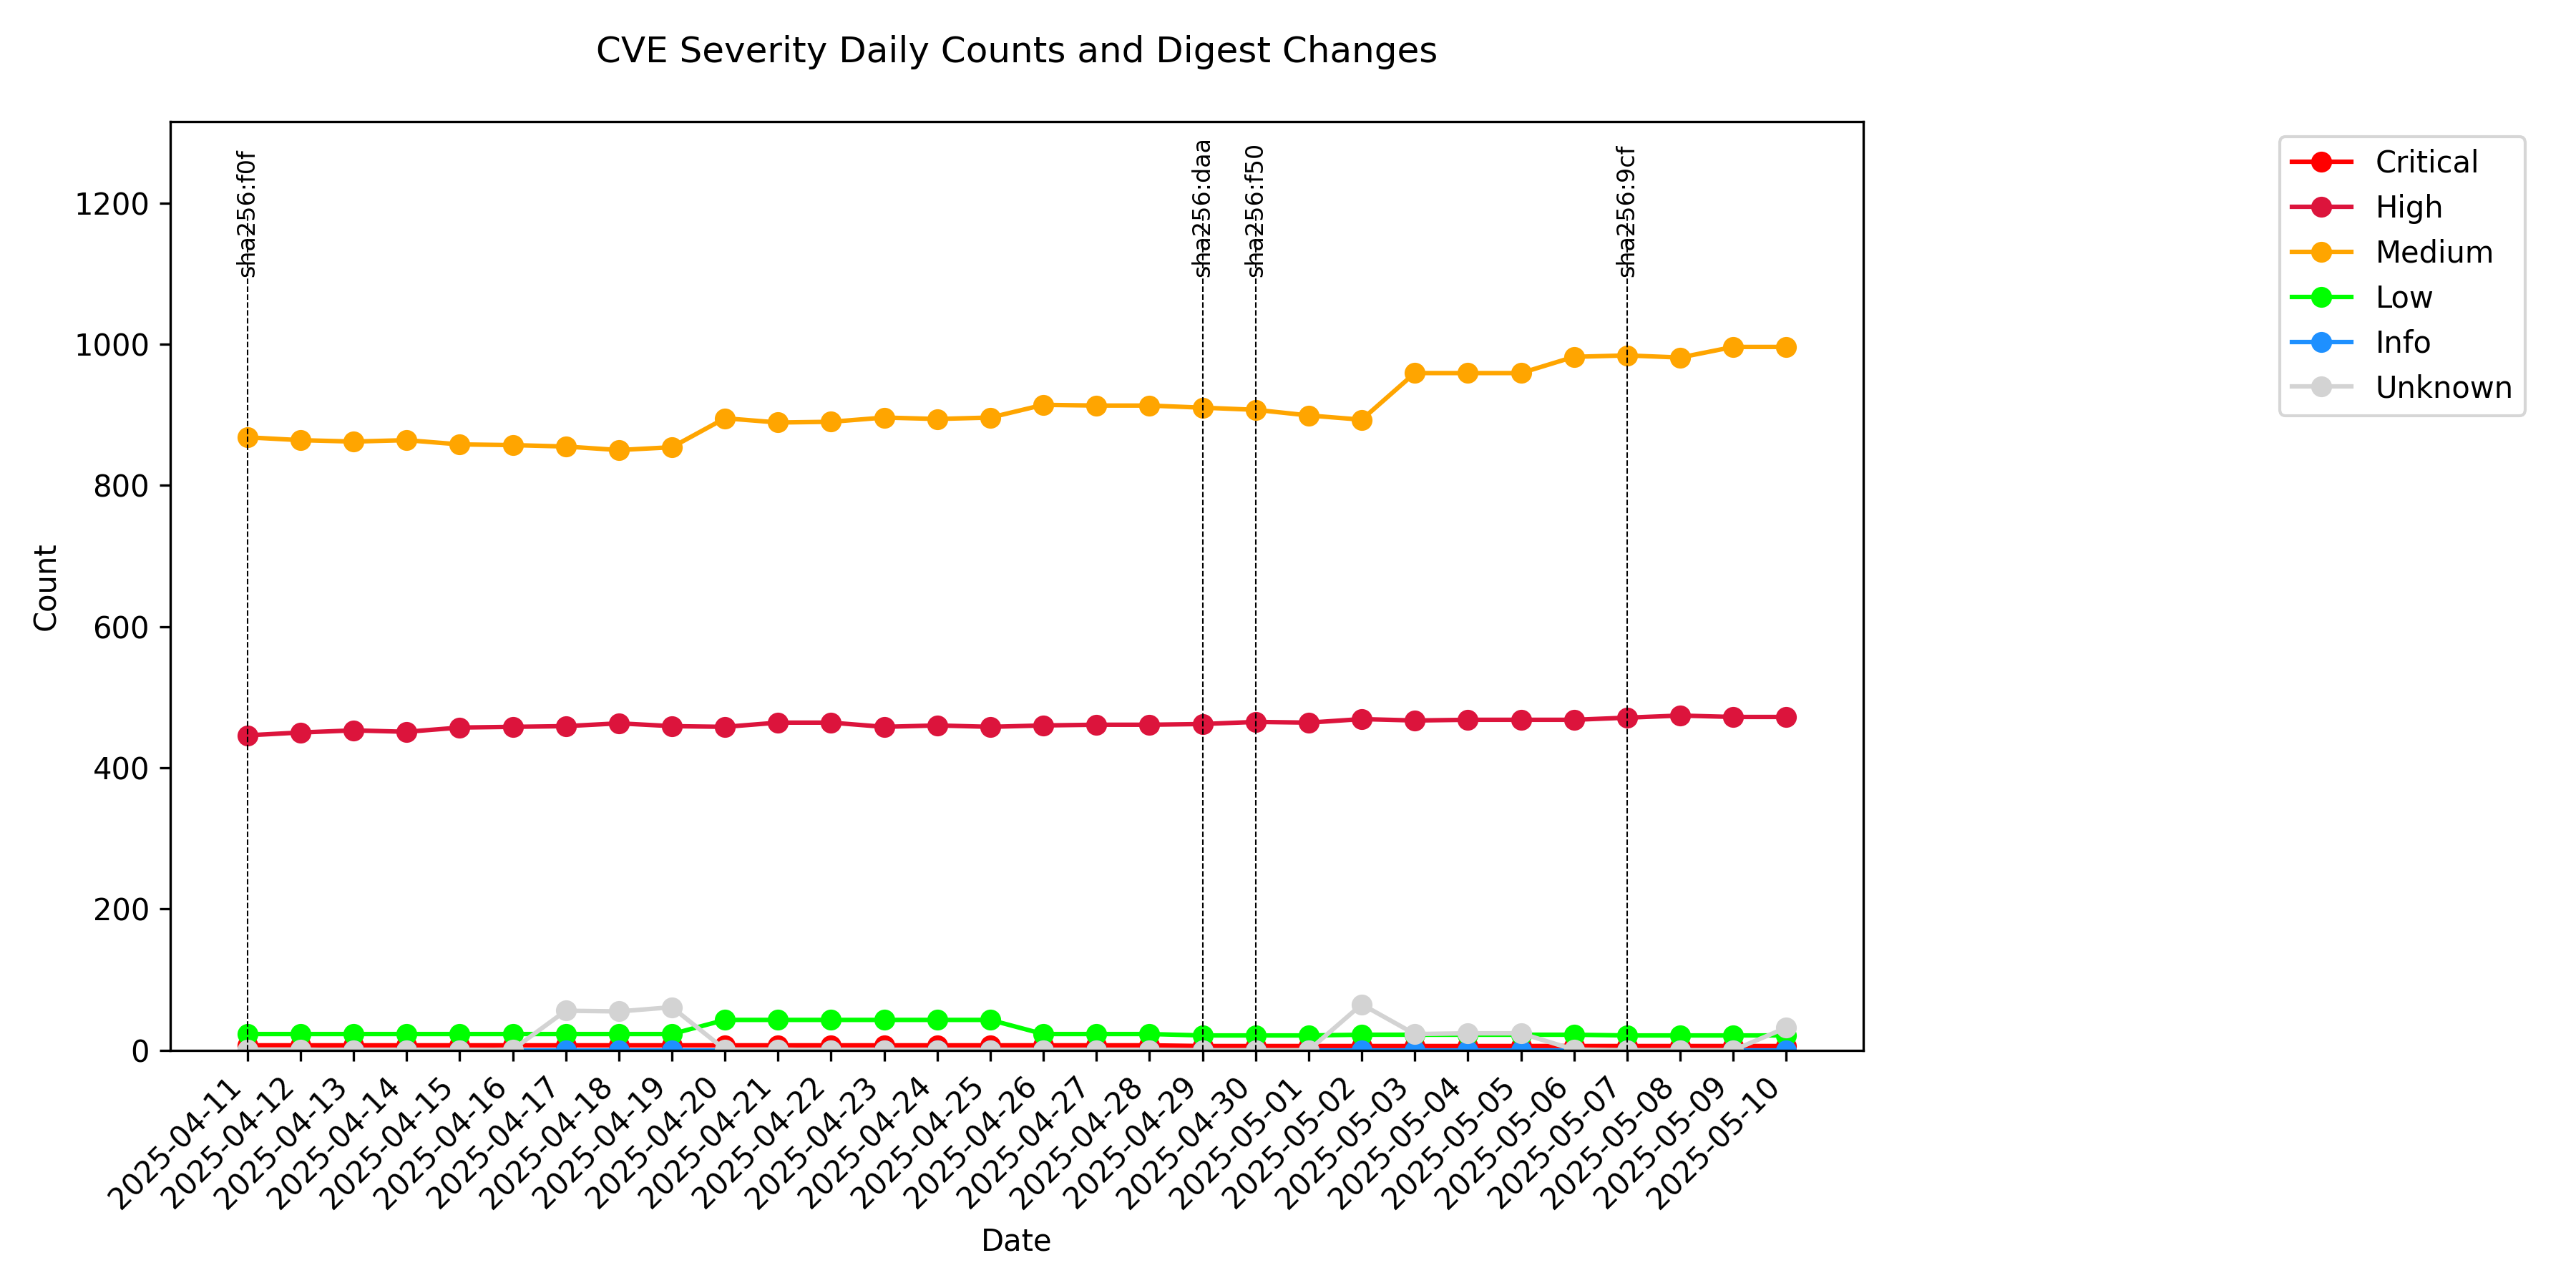 CVE Severity Daily Counts and Digest Changes
sha256:f0f
sha256:daa
sha256:f50
sha256:9cf
Critical
High
Medium
Low
Info
Unknown
1200
1000
800
600
400
200
0
Count
2025-04-11
2025-04-12
2025-04-13
2025-04-14
2025-04-15
2025-04-16
2025-04-17
2025-04-18
2025-04-19
2025-04-20
2025-04-21
2025-04-22
2025-04-23
2025-04-24
2025-04-25
2025-04-26
2025-04-27
2025-04-28
2025-04-29
2025-04-30
2025-05-01
2025-05-02
2025-05-03
2025-05-04
2025-05-05
2025-05-06
2025-05-07
2025-05-08
2025-05-09
2025-05-10
Date